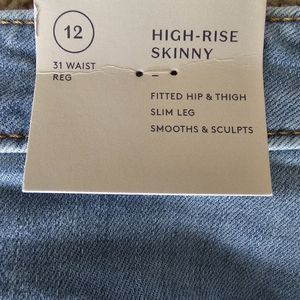 12
31 WAIST
REG
HIGH-RISE
SKINNY
FITTED HIP & THIGH
SLIM LEG
SMOOTHS & SCULPTS